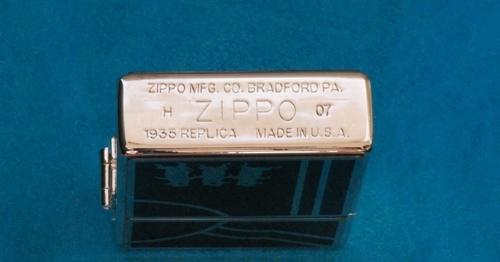 ZIPPO MFG. CO. BRADFORD PA.
H ZIPPO 07
1935 REPLICA MADE IN U.S.A.